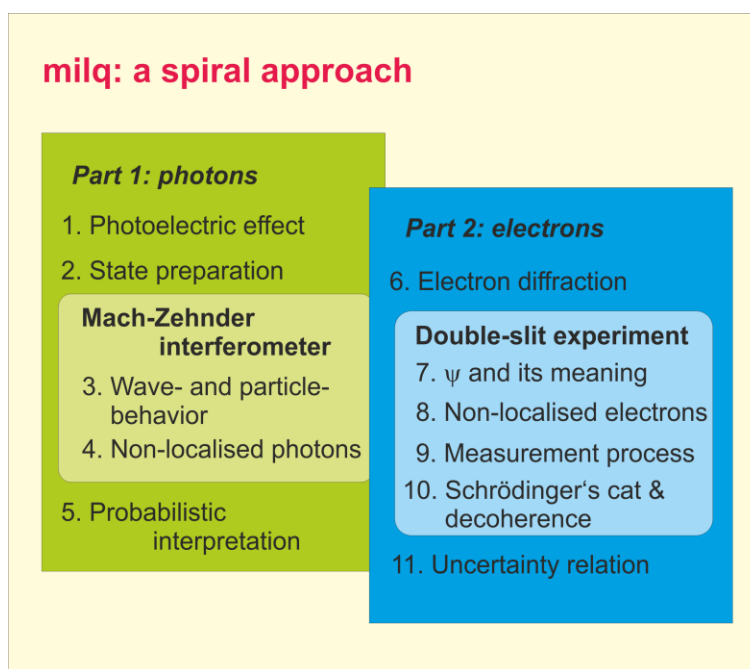 milq: a spiral approach
Part 1: photons
1. Photoelectric effect
2. State preparation
Mach-Zehnder
interferometer
3. Wave- and particle-
behavior
4. Non-localised photons
5. Probabilistic
interpretation
Part 2: electrons
6. Electron diffraction
Double-slit experiment
7. ψ and its meaning
8. Non-localised electrons
9. Measurement process
10. Schrödinger‘s cat &
decoherence
11. Uncertainty relation